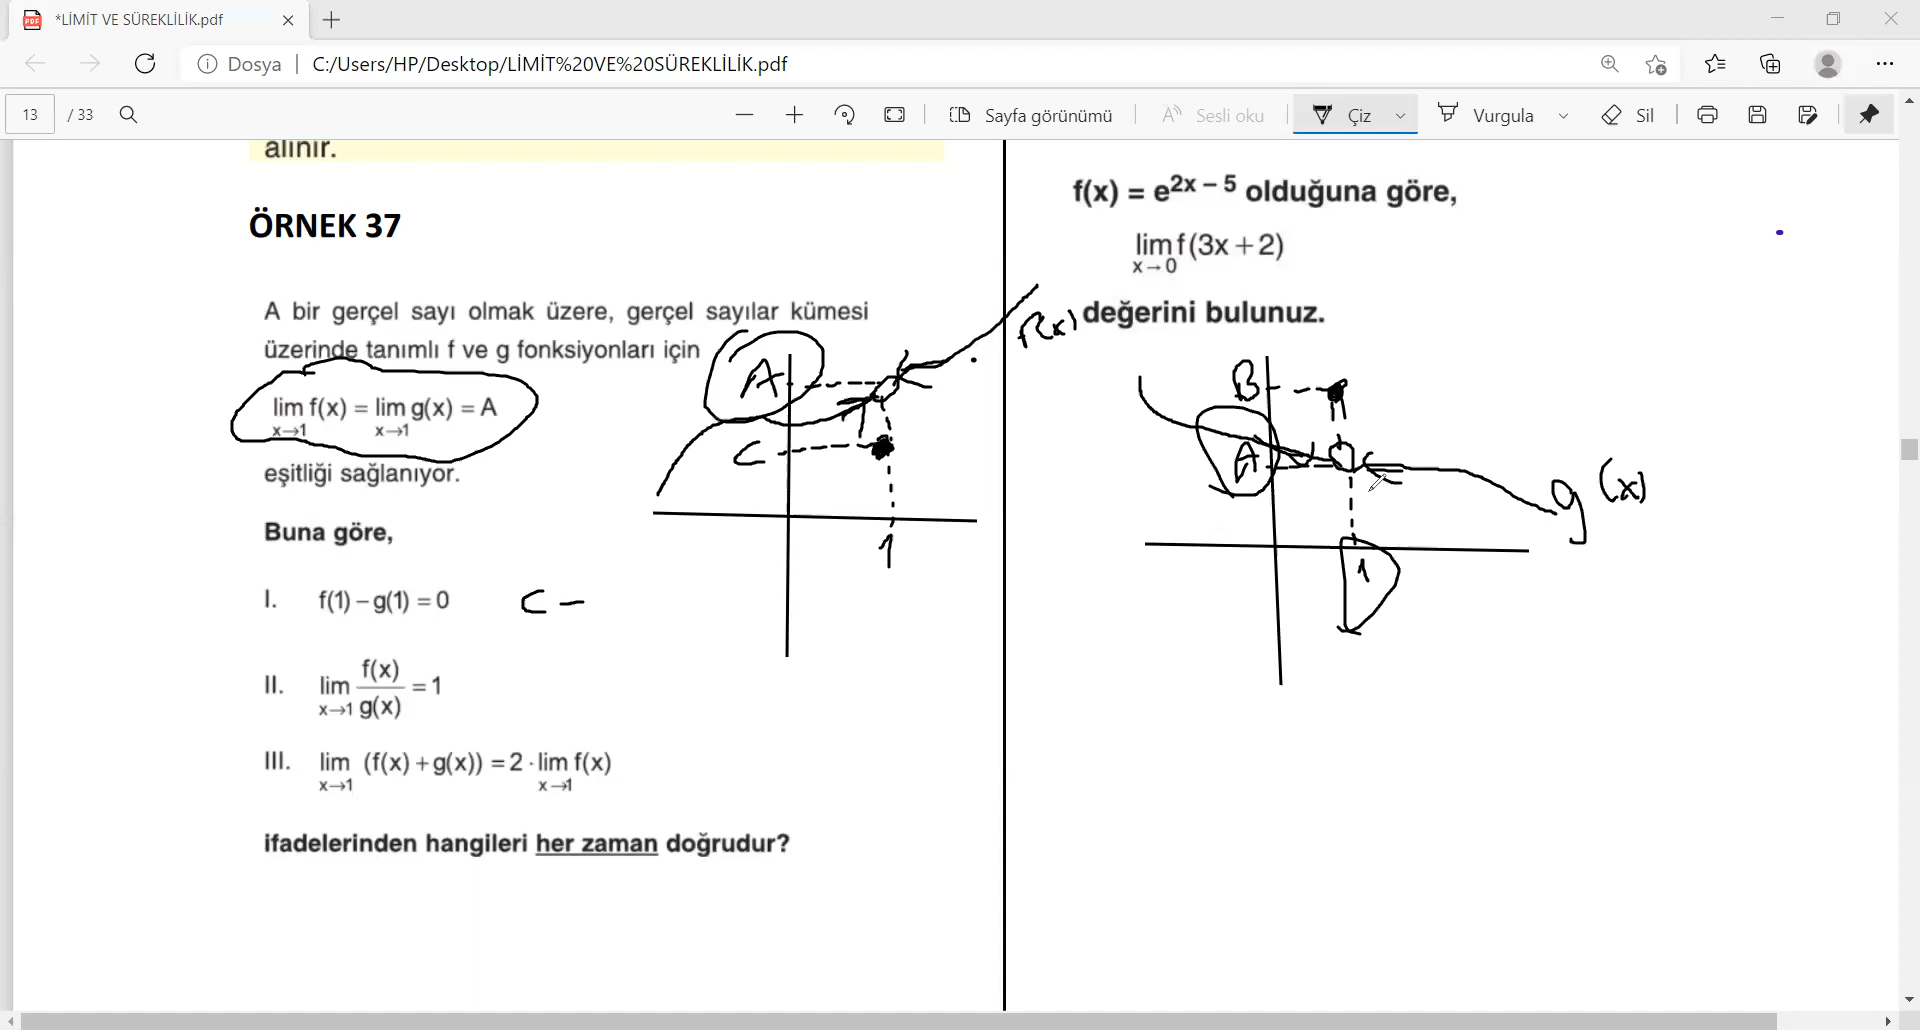 *LİMİT VE SÜREKLİLİK.pdf
Dosya | C:/Users/HP/Desktop/LİMİT%20VE%20SÜREKLİLİK.pdf
13 / 33 Sayfa görünümü Sesli oku Çiz Vurgula Sil
alınır.
ÖRNEK 37
A bir gerçel sayı olmak üzere, gerçel sayılar kümesi
üzerinde tanımlı f ve g fonksiyonları için
lim f(x) = lim g(x) = A
x→1 x→1
eşitliği sağlanıyor.
Buna göre,
I. f(1) – g(1) = 0 C –
II. lim f(x)/g(x) = 1
x→1
III. lim (f(x) + g(x)) = 2 · lim f(x)
x→1 x→1
ifadelerinden hangileri her zaman doğrudur?
A
C
1
f(x)
f(x) = e^(2x – 5) olduğuna göre,
lim f(3x + 2)
x→0
değerini bulunuz.
B
A
1
g(x)